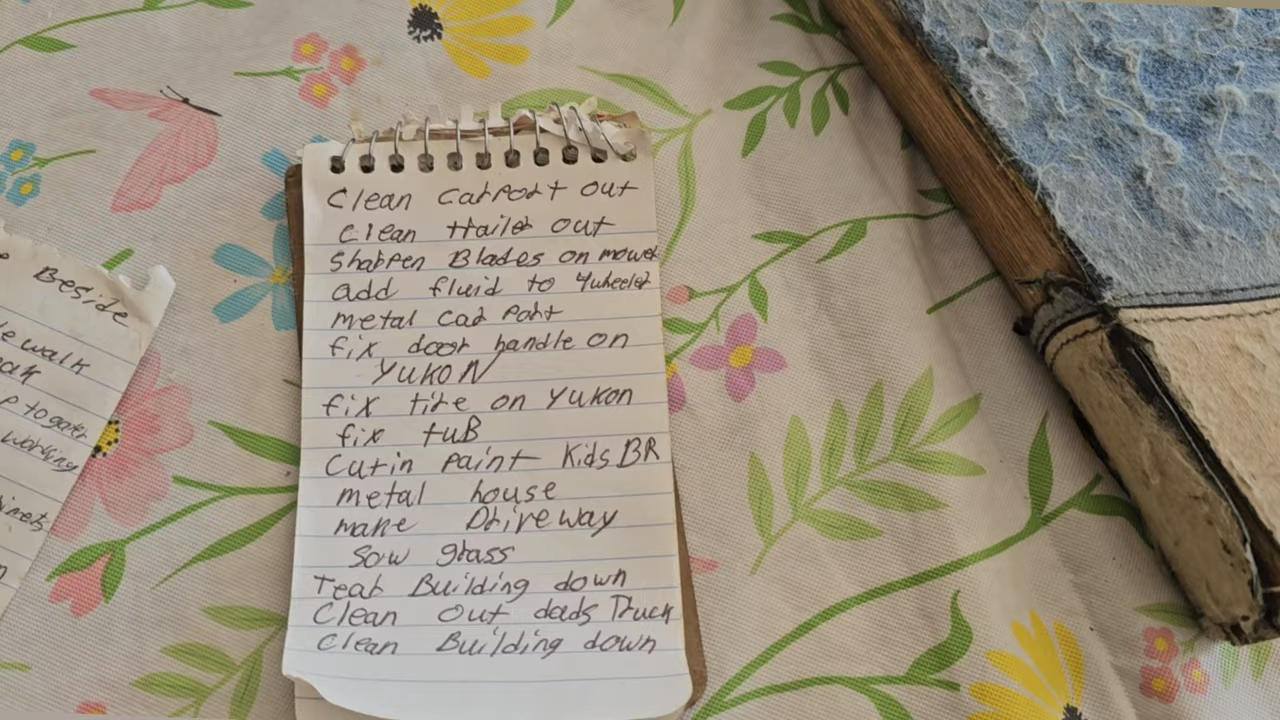 Beside
walk
to gate
working
Clean Carport out
Clean trailer out
Sharpen Blades on mower
add fluid to 4wheeler
metal car port
fix door handle on
YUKON
fix tire on Yukon
fix tuB
Cut in paint Kids BR
metal house
make Driveway
Sow grass
Tear Building down
Clean Out dads Truck
Clean Building down